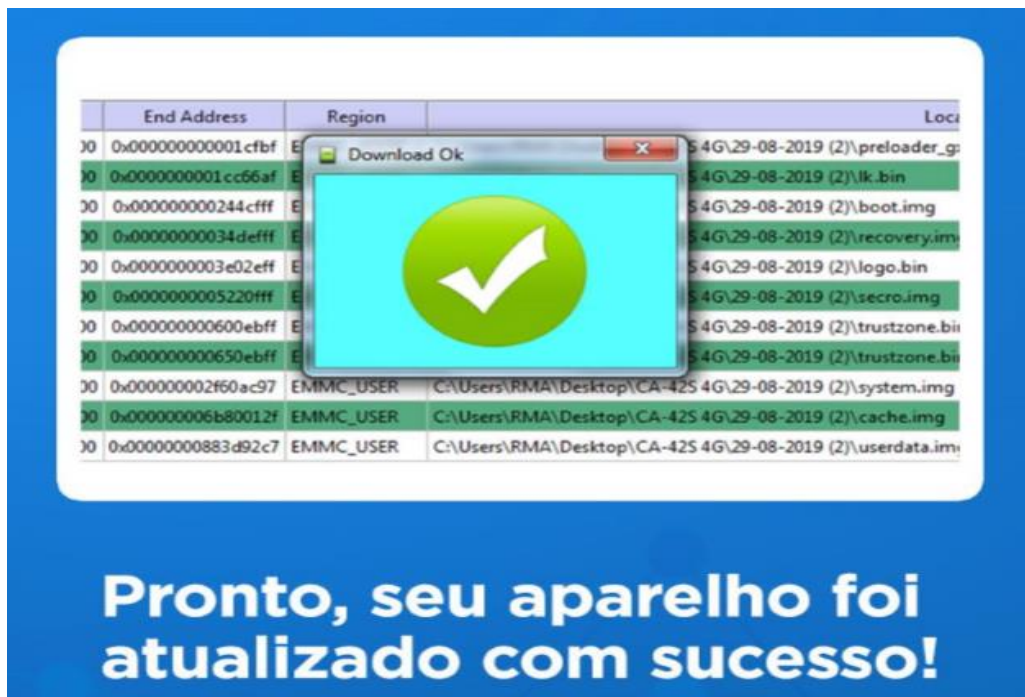 End Address Region
0x000000000001cfbf Download Ok S 4G\29-08-2019 (2)\preloader_
0x0000000001cc66af S 4G\29-08-2019 (2)\lk.bin
0x000000000244cfff S 4G\29-08-2019 (2)\boot.img
0x00000000034defff S 4G\29-08-2019 (2)\recovery.im
0x0000000003e02eff S 4G\29-08-2019 (2)\logo.bin
0x0000000005220fff S 4G\29-08-2019 (2)\secro.img
0x000000000600ebff S 4G\29-08-2019 (2)\trustzone.bi
0x000000000650ebff S 4G\29-08-2019 (2)\trustzone.bi
0x000000002f60ac97 EMMC_USER C:\Users\RMA\Desktop\CA-42S 4G\29-08-2019 (2)\system.img
0x000000006b80012f EMMC_USER C:\Users\RMA\Desktop\CA-42S 4G\29-08-2019 (2)\cache.img
0x00000000883d92c7 EMMC_USER C:\Users\RMA\Desktop\CA-42S 4G\29-08-2019 (2)\userdata.im
Pronto, seu aparelho foi
atualizado com sucesso!